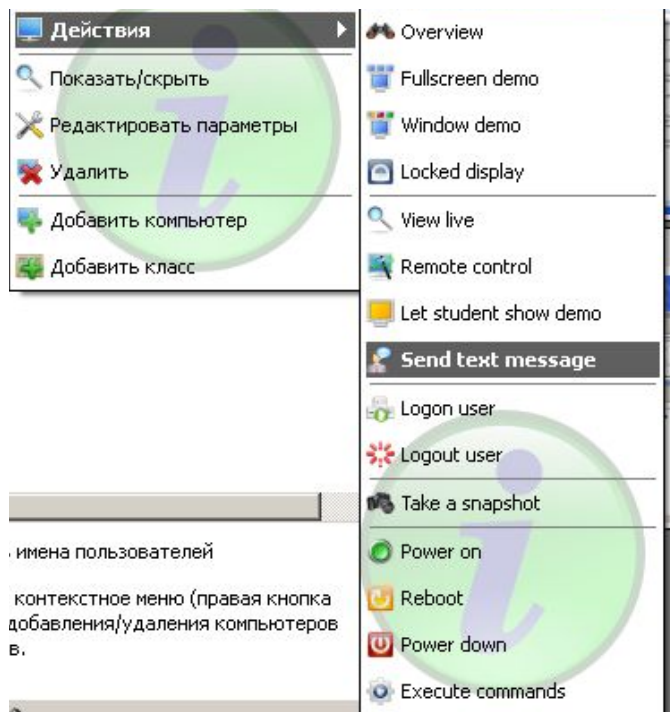 Действия
Показать/скрыть
Редактировать параметры
Удалить
Добавить компьютер
Добавить класс
Overview
Fullscreen demo
Window demo
Locked display
View live
Remote control
Let student show demo
Send text message
Logon user
Logout user
Take a snapshot
Power on
Reboot
Power down
Execute commands
имена пользователей
контекстное меню (правая кнопка
добавления/удаления компьютеров
в.